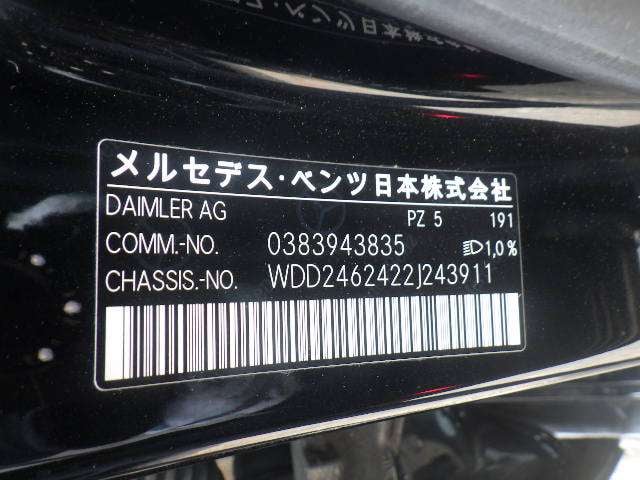 メルセデス・ベンツ日本株式会社
DAIMLER AG PZ 5 191
COMM.-NO. 0383943835 1,0%
CHASSIS.-NO. WDD2462422J243911